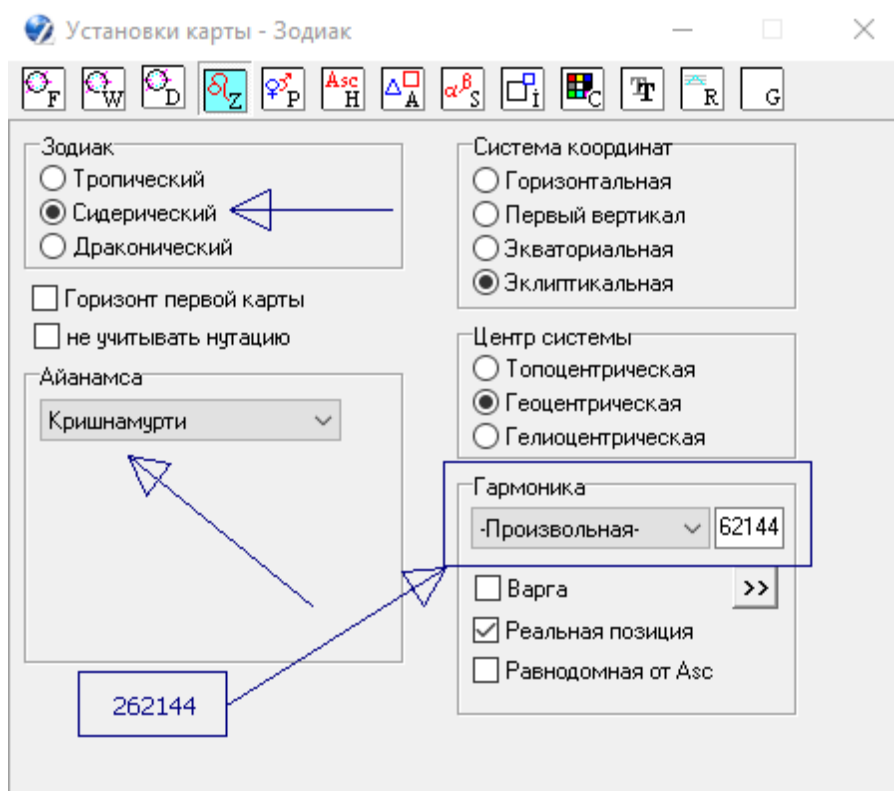 Установки карты - Зодиак
F W D Z P Asc H A αβ S i C Tт R G
Зодиак
Тропический
Сидерический
Драконический
Горизонт первой карты
не учитывать нутацию
Айанамса
Кришнамурти
Система координат
Горизонтальная
Первый вертикал
Экваториальная
Эклиптикальная
Центр системы
Топоцентрическая
Геоцентрическая
Гелиоцентрическая
Гармоника
-Произвольная- 62144
Варга >>
Реальная позиция
Равнодомная от Asc
262144